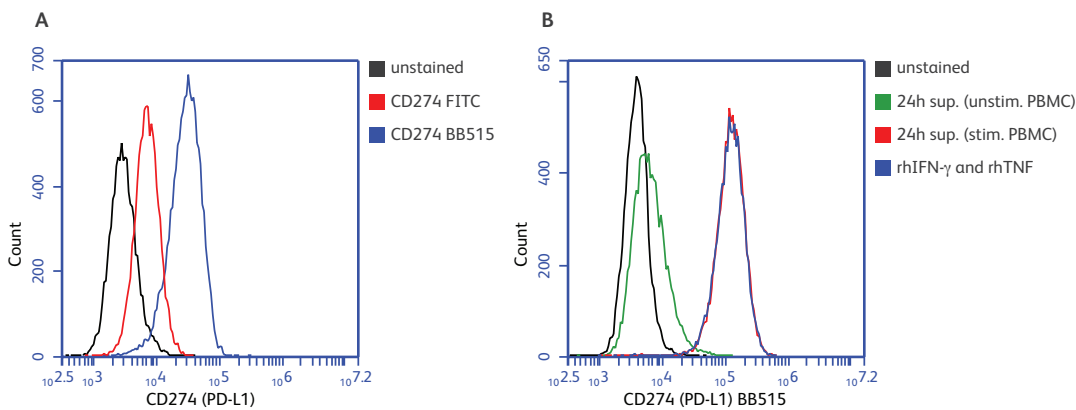 A
700
600
400
200
0
Count
10^2.5 10^3 10^4 10^5 10^6 10^7.2
CD274 (PD-L1)
unstained
CD274 FITC
CD274 BB515
B
650
400
200
0
Count
10^2.5 10^3 10^4 10^5 10^6 10^7.2
CD274 (PD-L1) BB515
unstained
24h sup. (unstim. PBMC)
24h sup. (stim. PBMC)
rhIFN-γ and rhTNF